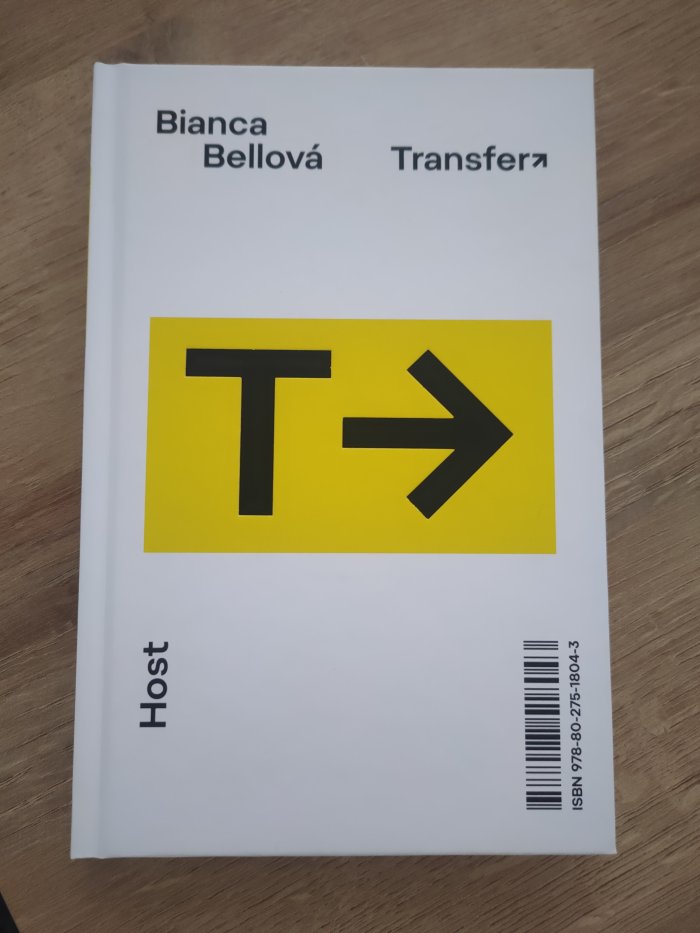 Bianca
Bellová
Transfer↗
T→
Host
ISBN 978-80-275-1804-3